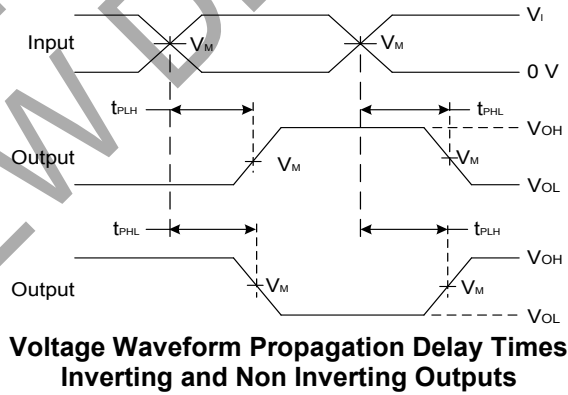 VI
Input
VM
VM
0 V
tPLH
tPHL
VOH
Output
VM
VM
VOL
tPHL
tPLH
VOH
Output
VM
VM
VOL
Voltage Waveform Propagation Delay Times
Inverting and Non Inverting Outputs